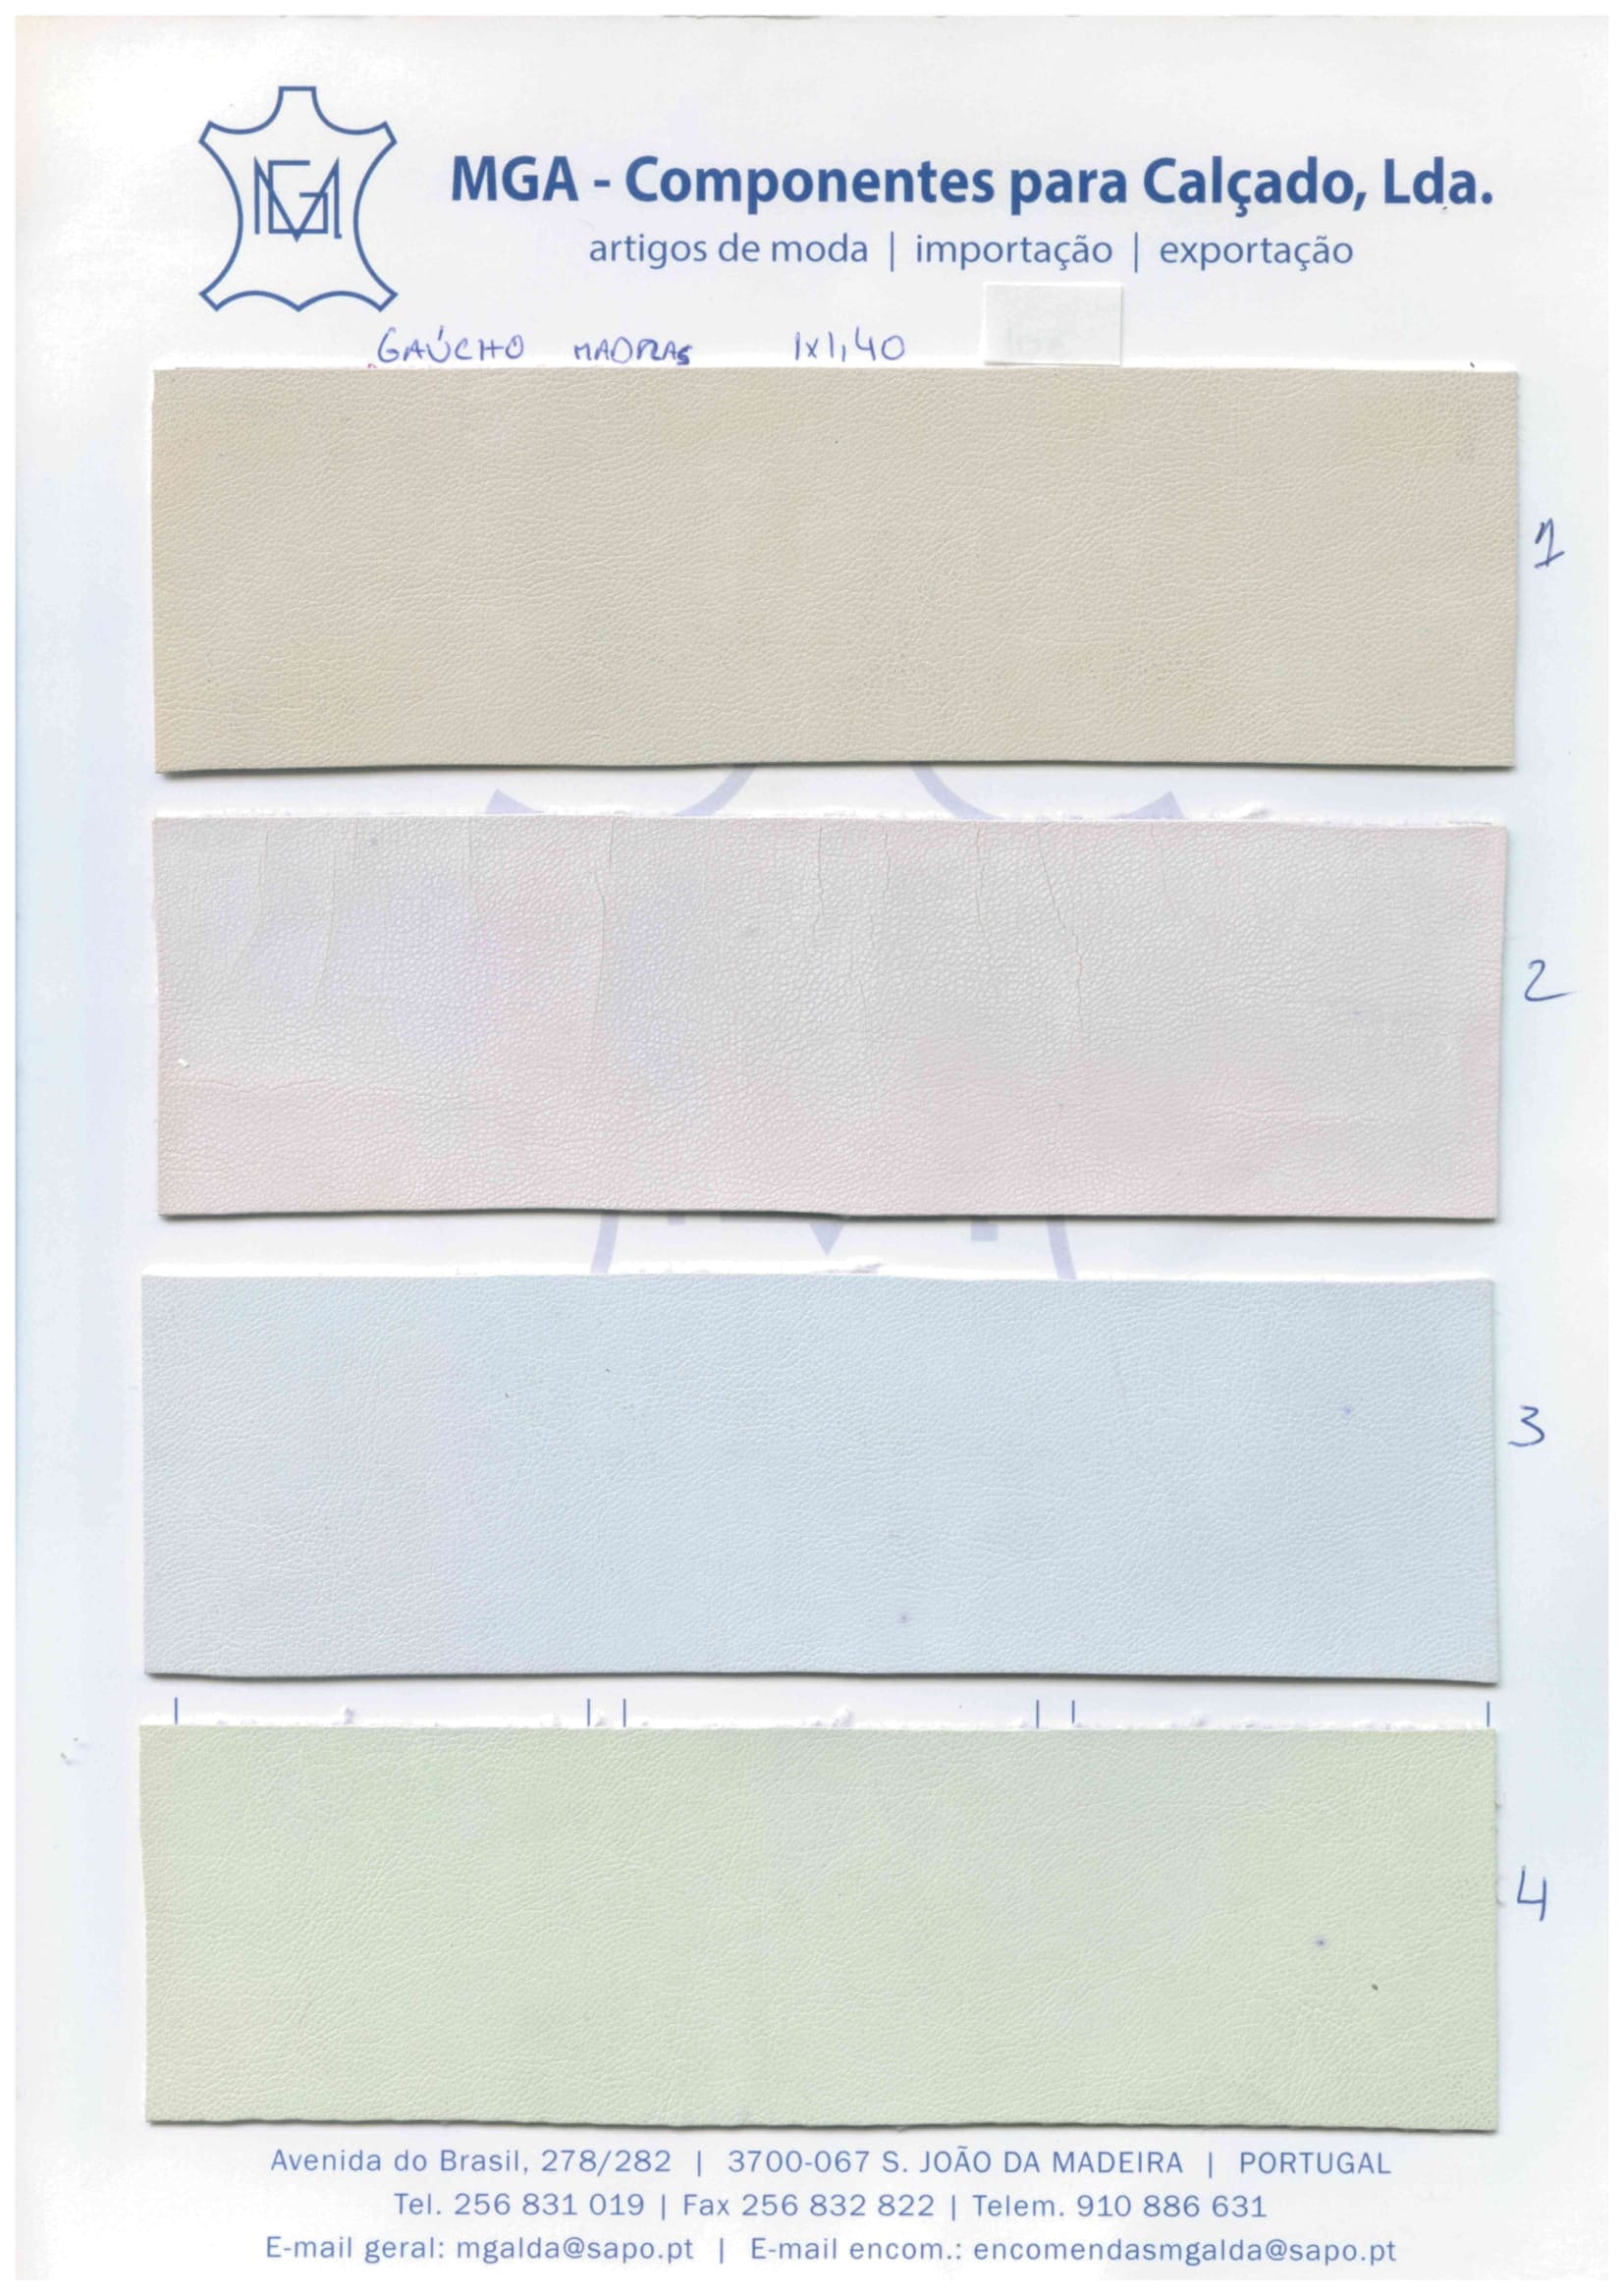 MGA
MGA - Componentes para Calçado, Lda.
artigos de moda | importação | exportação
GAÚCHO MADRAS 1x1,40
1
2
3
4
Avenida do Brasil, 278/282 | 3700-067 S. JOÃO DA MADEIRA | PORTUGAL
Tel. 256 831 019 | Fax 256 832 822 | Telem. 910 886 631
E-mail geral: mgalda@sapo.pt | E-mail encom.: encomendasmgalda@sapo.pt